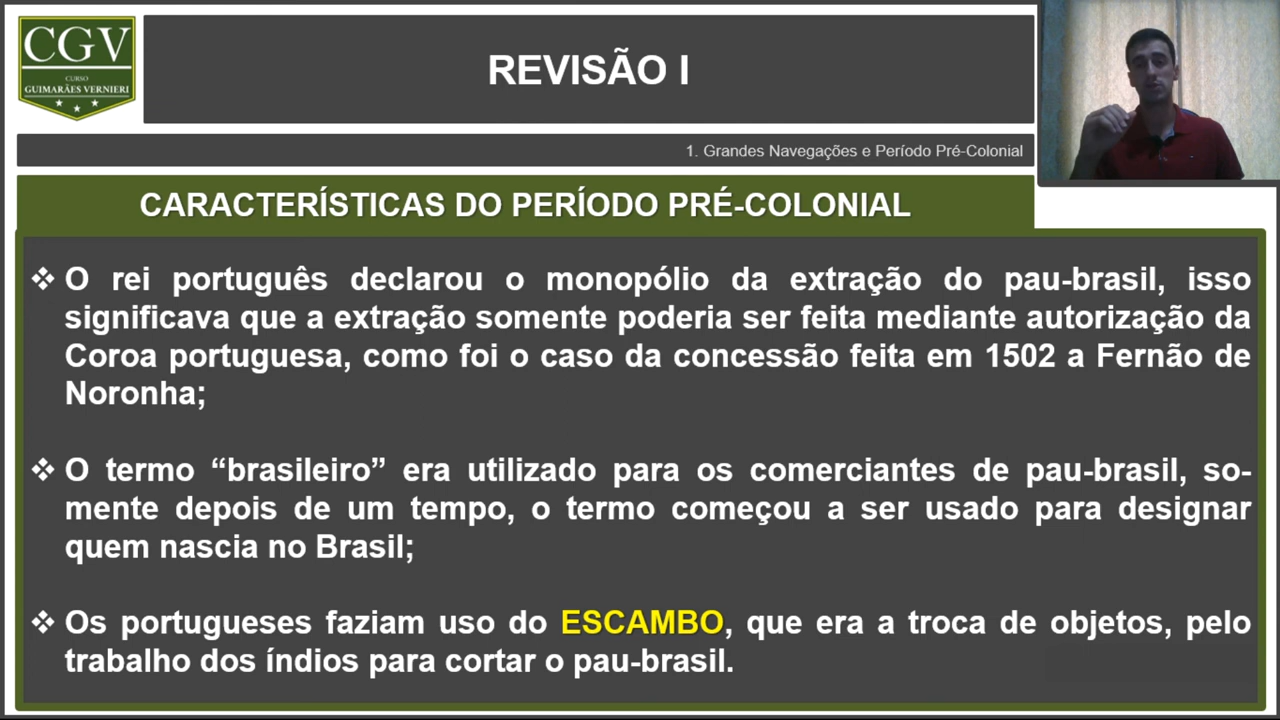 CGV
CURSO
GUIMARÃES VERNIERI
REVISÃO I
1. Grandes Navegações e Período Pré-Colonial
CARACTERÍSTICAS DO PERÍODO PRÉ-COLONIAL
❖ O rei português declarou o monopólio da extração do pau-brasil, isso
significava que a extração somente poderia ser feita mediante autorização da
Coroa portuguesa, como foi o caso da concessão feita em 1502 a Fernão de
Noronha;
❖ O termo “brasileiro” era utilizado para os comerciantes de pau-brasil, so-
mente depois de um tempo, o termo começou a ser usado para designar
quem nascia no Brasil;
❖ Os portugueses faziam uso do ESCAMBO, que era a troca de objetos, pelo
trabalho dos índios para cortar o pau-brasil.